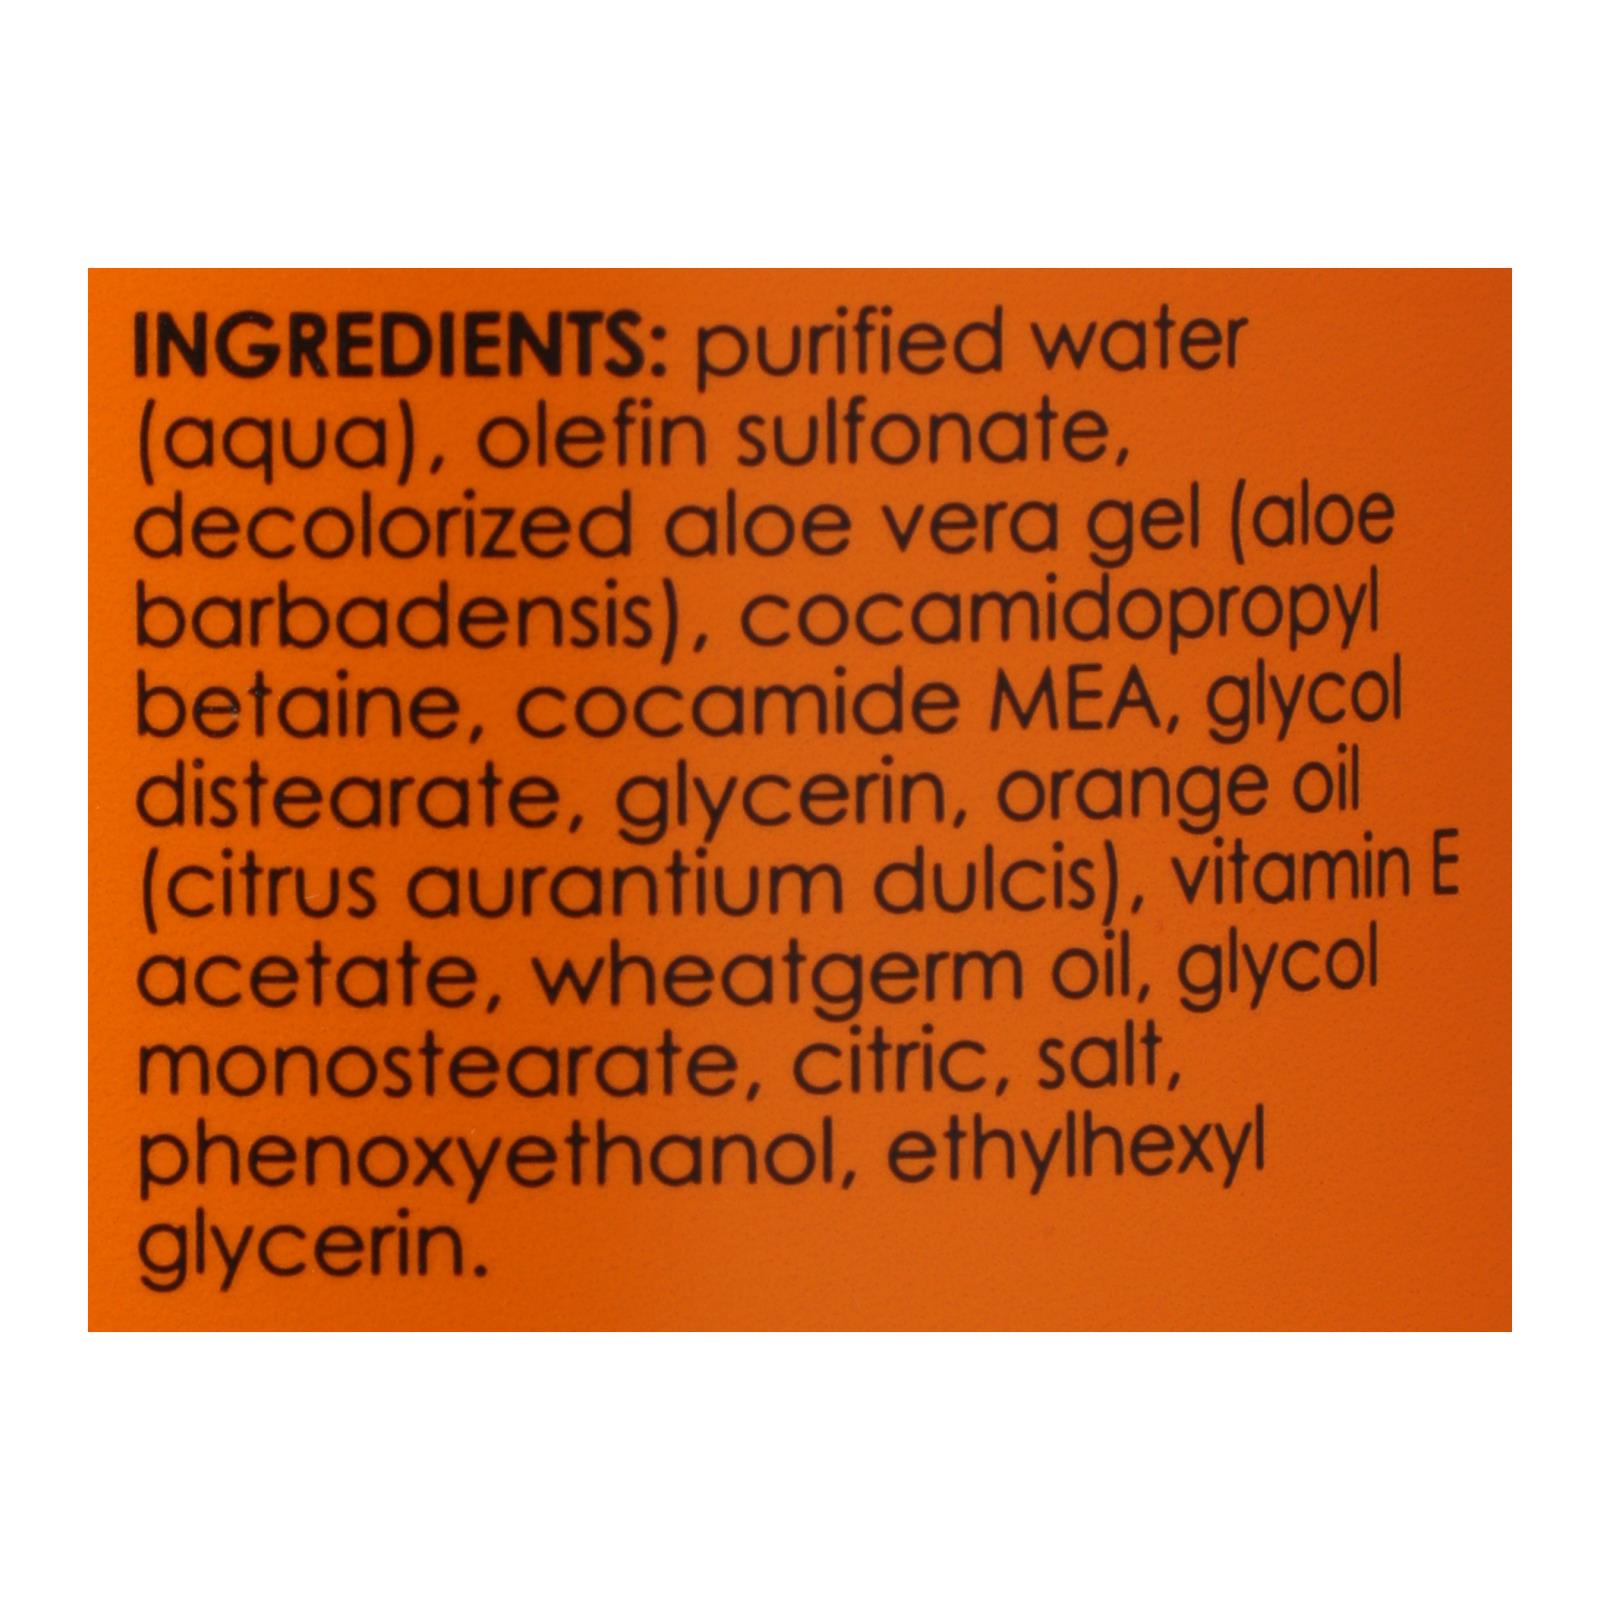 INGREDIENTS: purified water
(aqua), olefin sulfonate,
decolorized aloe vera gel (aloe
barbadensis), cocamidopropyl
betaine, cocamide MEA, glycol
distearate, glycerin, orange oil
(citrus aurantium dulcis), vitamin E
acetate, wheatgerm oil, glycol
monostearate, citric, salt,
phenoxyethanol, ethylhexyl
glycerin.